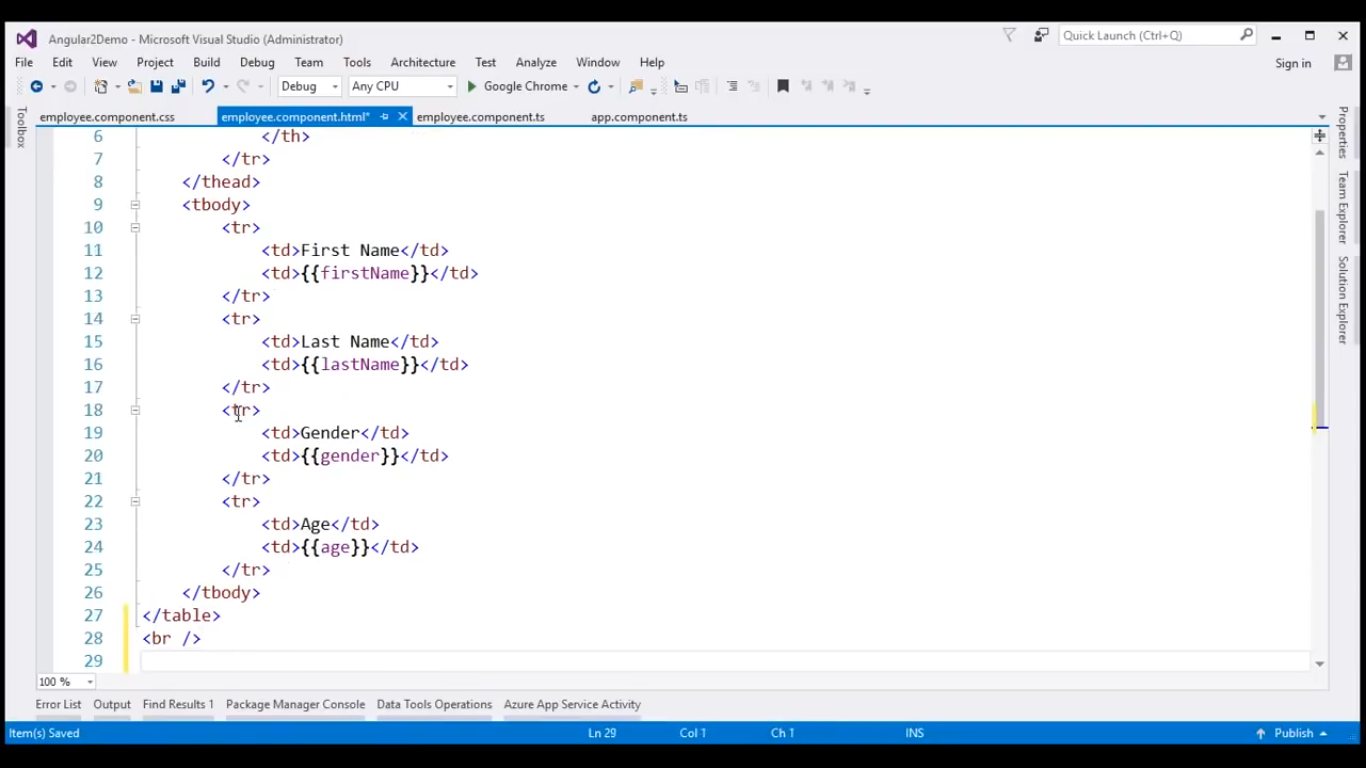 Angular2Demo - Microsoft Visual Studio (Administrator)
Quick Launch (Ctrl+Q)
File Edit View Project Build Debug Team Tools Architecture Test Analyze Window Help
Sign in
Debug Any CPU Google Chrome
employee.component.css employee.component.html* employee.component.ts app.component.ts
Toolbox
Properties
Team Explorer
Solution Explorer
6 </th>
7 </tr>
8 </thead>
9 <tbody>
10 <tr>
11 <td>First Name</td>
12 <td>{{firstName}}</td>
13 </tr>
14 <tr>
15 <td>Last Name</td>
16 <td>{{lastName}}</td>
17 </tr>
18 <tr>
19 <td>Gender</td>
20 <td>{{gender}}</td>
21 </tr>
22 <tr>
23 <td>Age</td>
24 <td>{{age}}</td>
25 </tr>
26 </tbody>
27 </table>
28 <br />
29
100 %
Error List Output Find Results 1 Package Manager Console Data Tools Operations Azure App Service Activity
Item(s) Saved Ln 29 Col 1 Ch 1 INS Publish